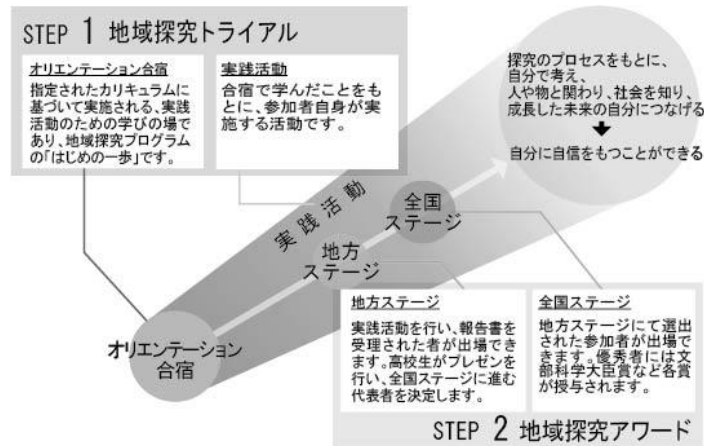 STEP 1 地域探究トライアル
オリエンテーション合宿
指定されたカリキュラムに
基づいて実施される、実践
活動のための学びの場で
あり、地域探究プログラム
の「はじめの一歩」です。
実践活動
合宿で学んだことをも
とに、参加者自身が実
施する活動です。
探究のプロセスをもとに、
自分で考え、
人や物と関わり、社会を知り、
成長した未来の自分につなげる
自分に自信をもつことができる
実践活動
全国
ステージ
地方
ステージ
オリエンテーション
合宿
地方ステージ
実践活動を行い、報告書を
受理された者が出場でき
ます。高校生がプレゼンを
行い、全国ステージに進む
代表者を決定します。
全国ステージ
地方ステージにて選出
された参加者が出場で
きます。優秀者には文
部科学大臣賞など各賞
が授与されます。
STEP 2 地域探究アワード